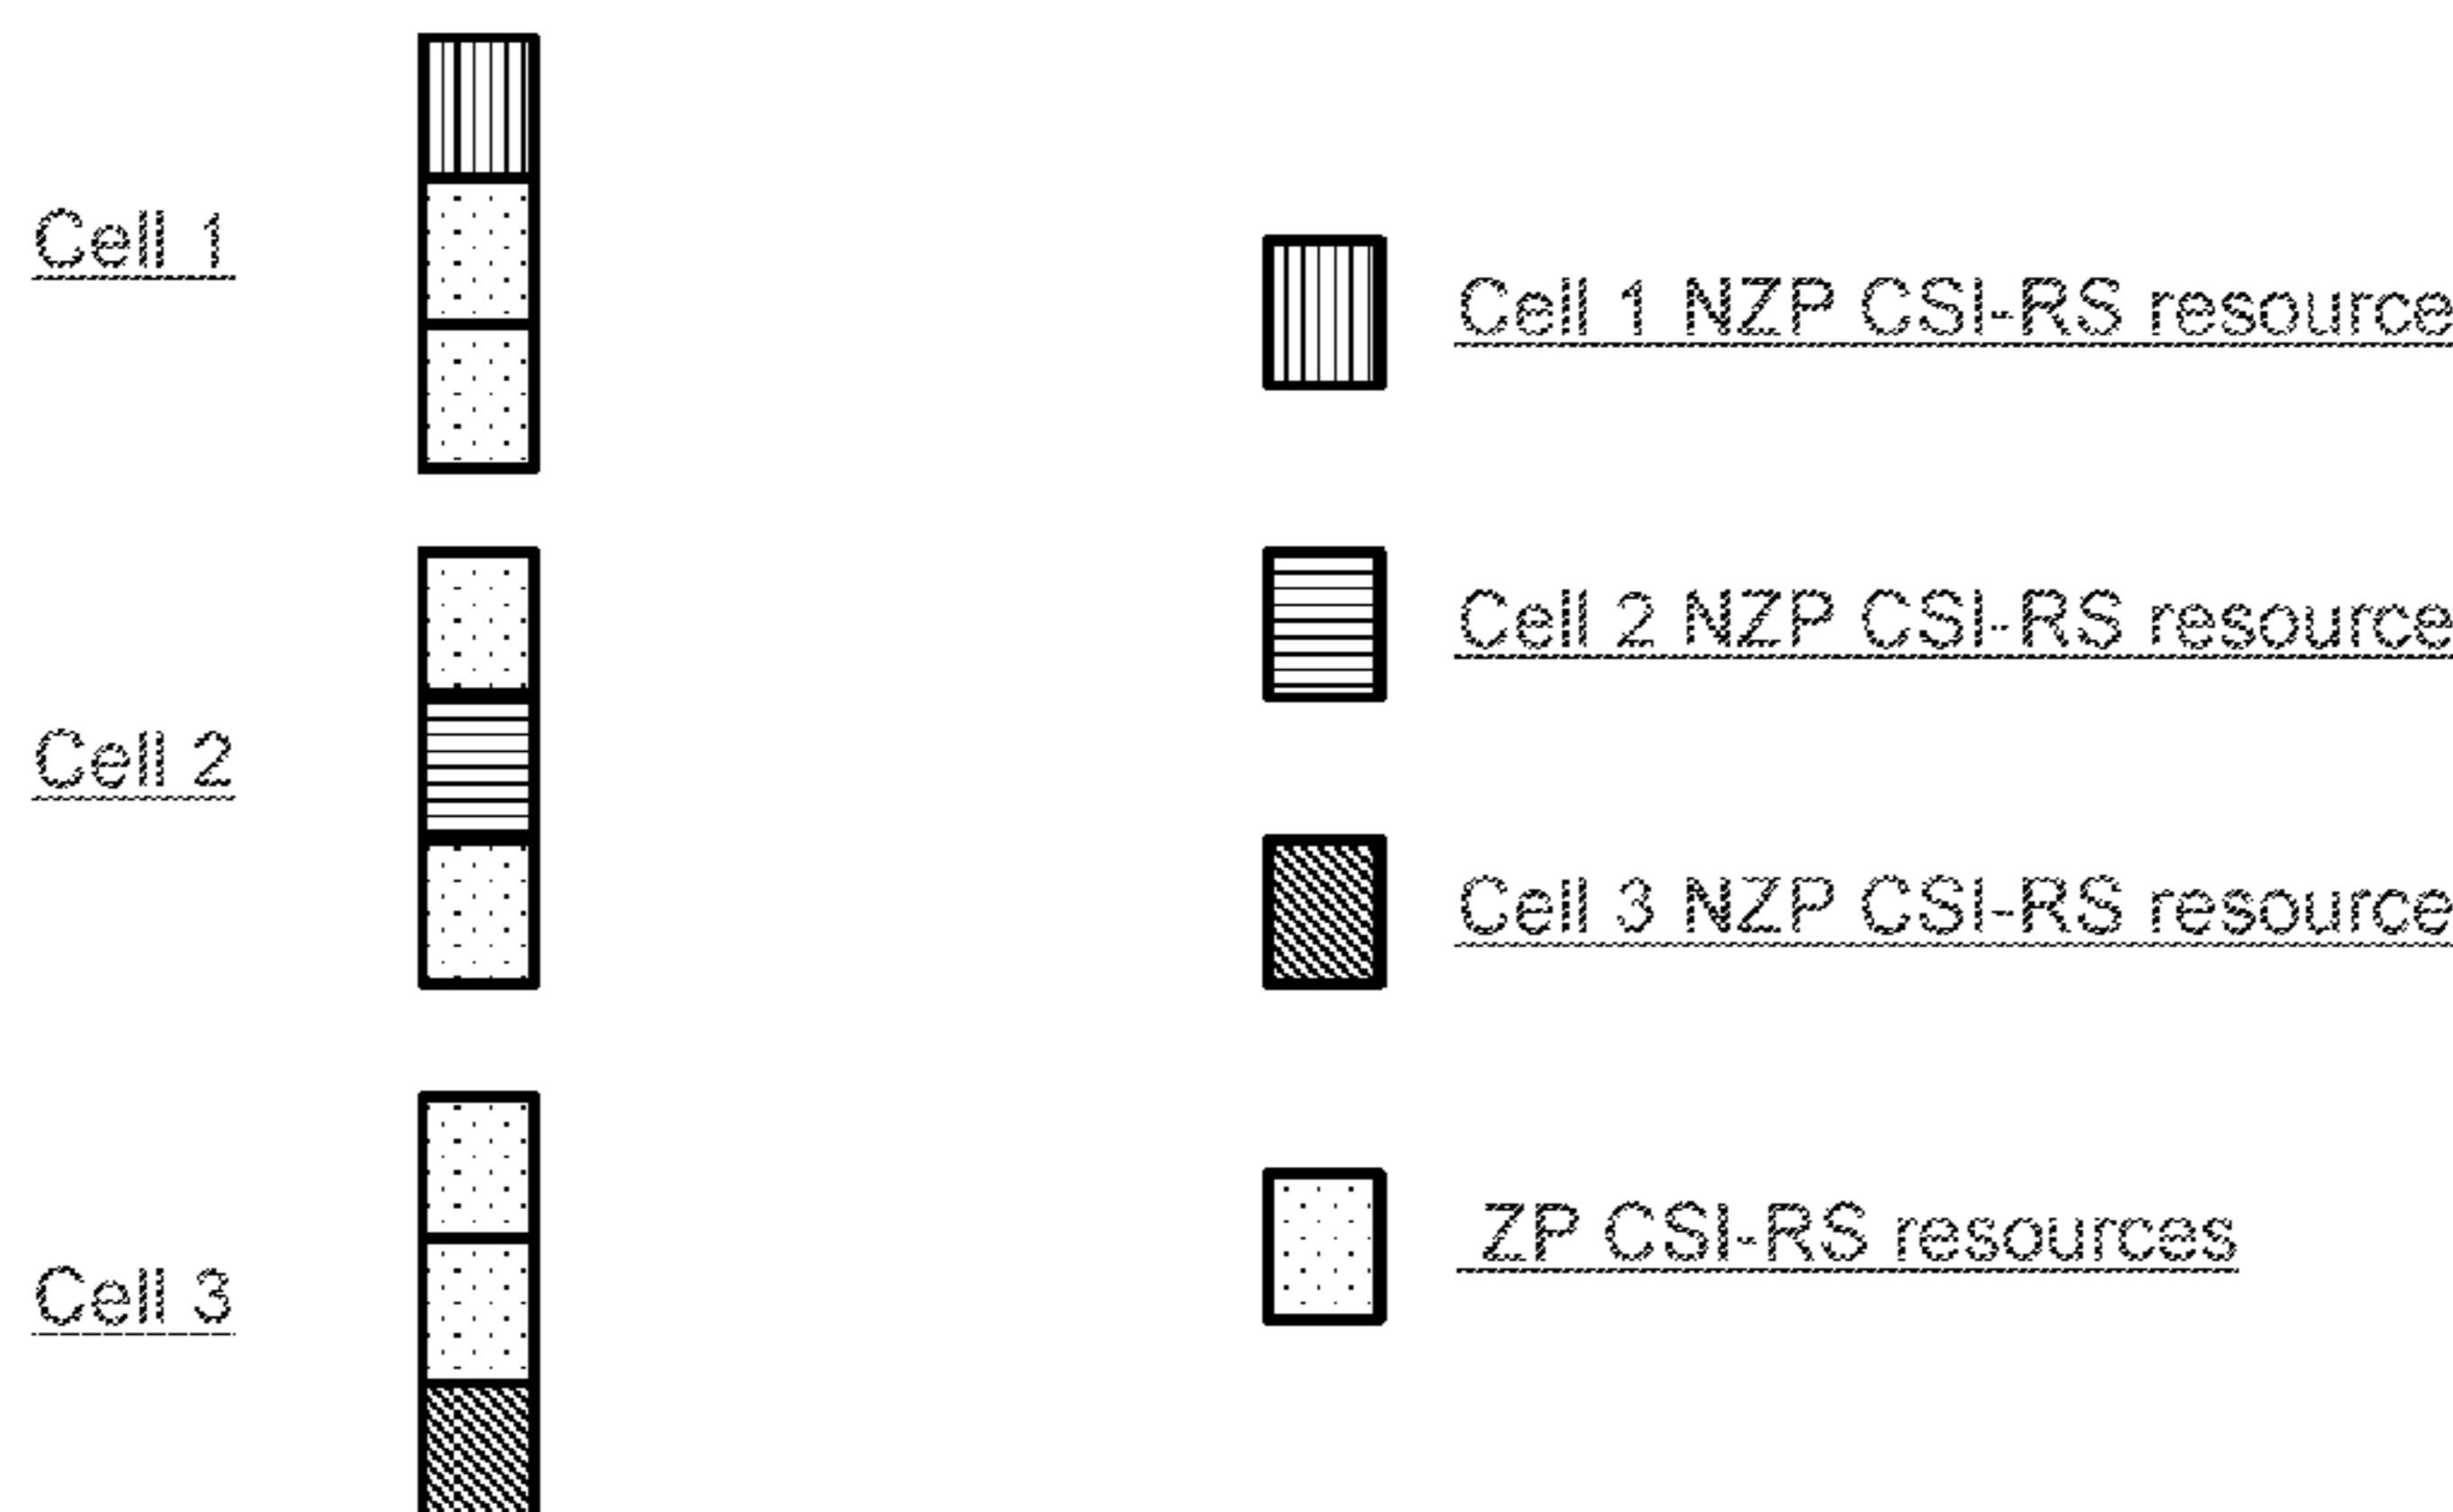 Cell 1
Cell 1 NZP CSI-RS resource
Cell 2 NZP CSI-RS resource
Cell 2
Cell 3 NZP CSI-RS resource
ZP CSI-RS resources
Cell 3